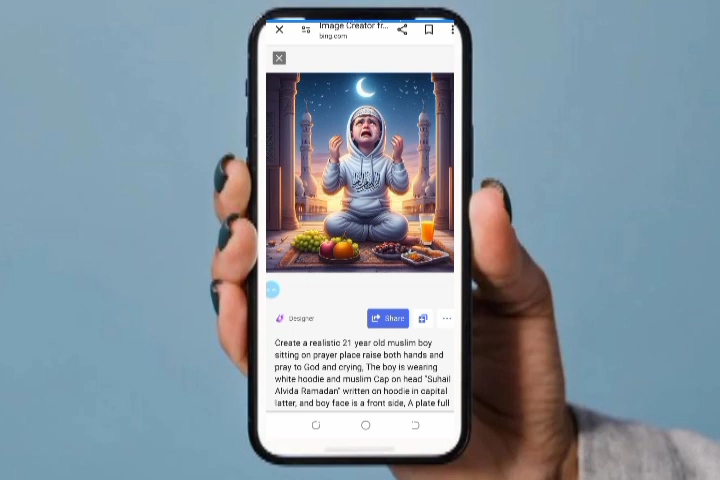 Image Creator fr...
bing.com
Designer
Share
Create a realistic 21 year old muslim boy
sitting on prayer place raise both hands and
pray to God and crying, The boy is wearing
white hoodie and muslim Cap on head "Suhail
Alvida Ramadan" written on hoodie in capital
latter, and boy face is a front side, A plate full